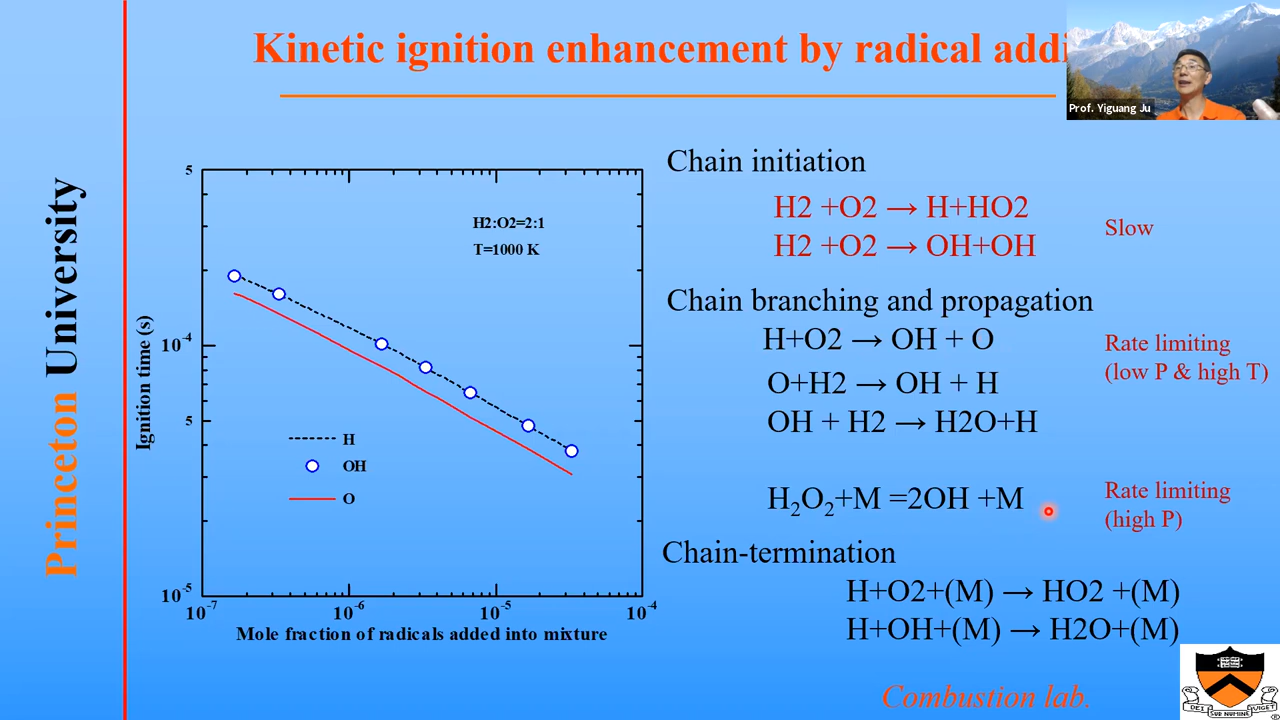 Kinetic ignition enhancement by radical addi
Prof. Yiguang Ju
Princeton University
5
10-4
5
10-5
Ignition time (s)
H2:O2=2:1
T=1000 K
H
OH
O
10-7
10-6
10-5
10-4
Mole fraction of radicals added into mixture
Chain initiation
H2 +O2 → H+HO2
H2 +O2 → OH+OH
Slow
Chain branching and propagation
H+O2 → OH + O
O+H2 → OH + H
OH + H2 → H2O+H
Rate limiting
(low P & high T)
H₂O₂+M =2OH +M
Rate limiting
(high P)
Chain-termination
H+O2+(M) → HO2 +(M)
H+OH+(M) → H2O+(M)
Combustion lab.
DEI SUB NUMINE VIGET